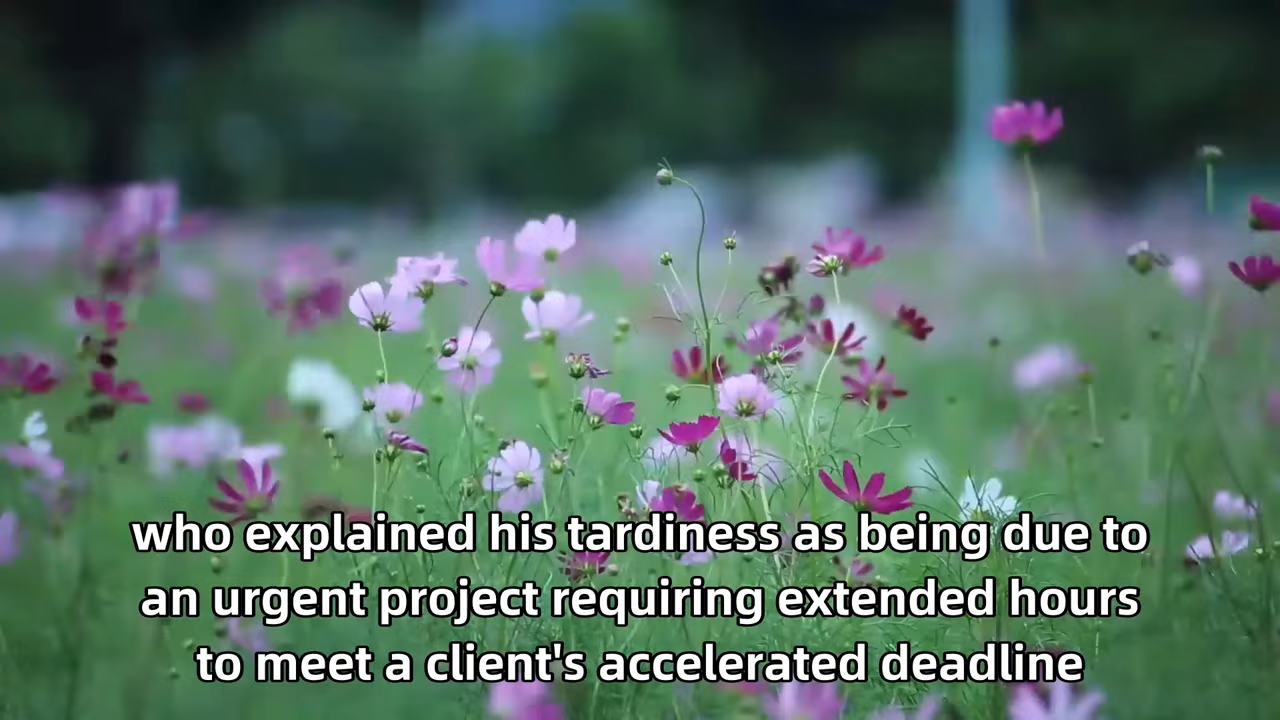 who explained his tardiness as being due to
an urgent project requiring extended hours
to meet a client's accelerated deadline